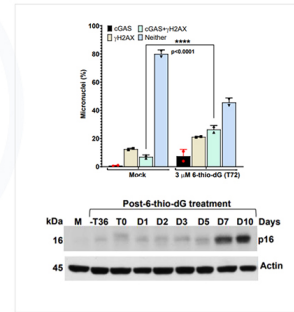 cGAS cGAS+γH2AX
γH2AX Neither
****
p<0.0001
Micronuclei (%)
100
80
60
40
20
0
Mock 3 μM 6-thio-dG (T72)
Post-6-thio-dG treatment
kDa M -T36 T0 D1 D2 D3 D5 D7 D10 Days
16 p16
45 Actin